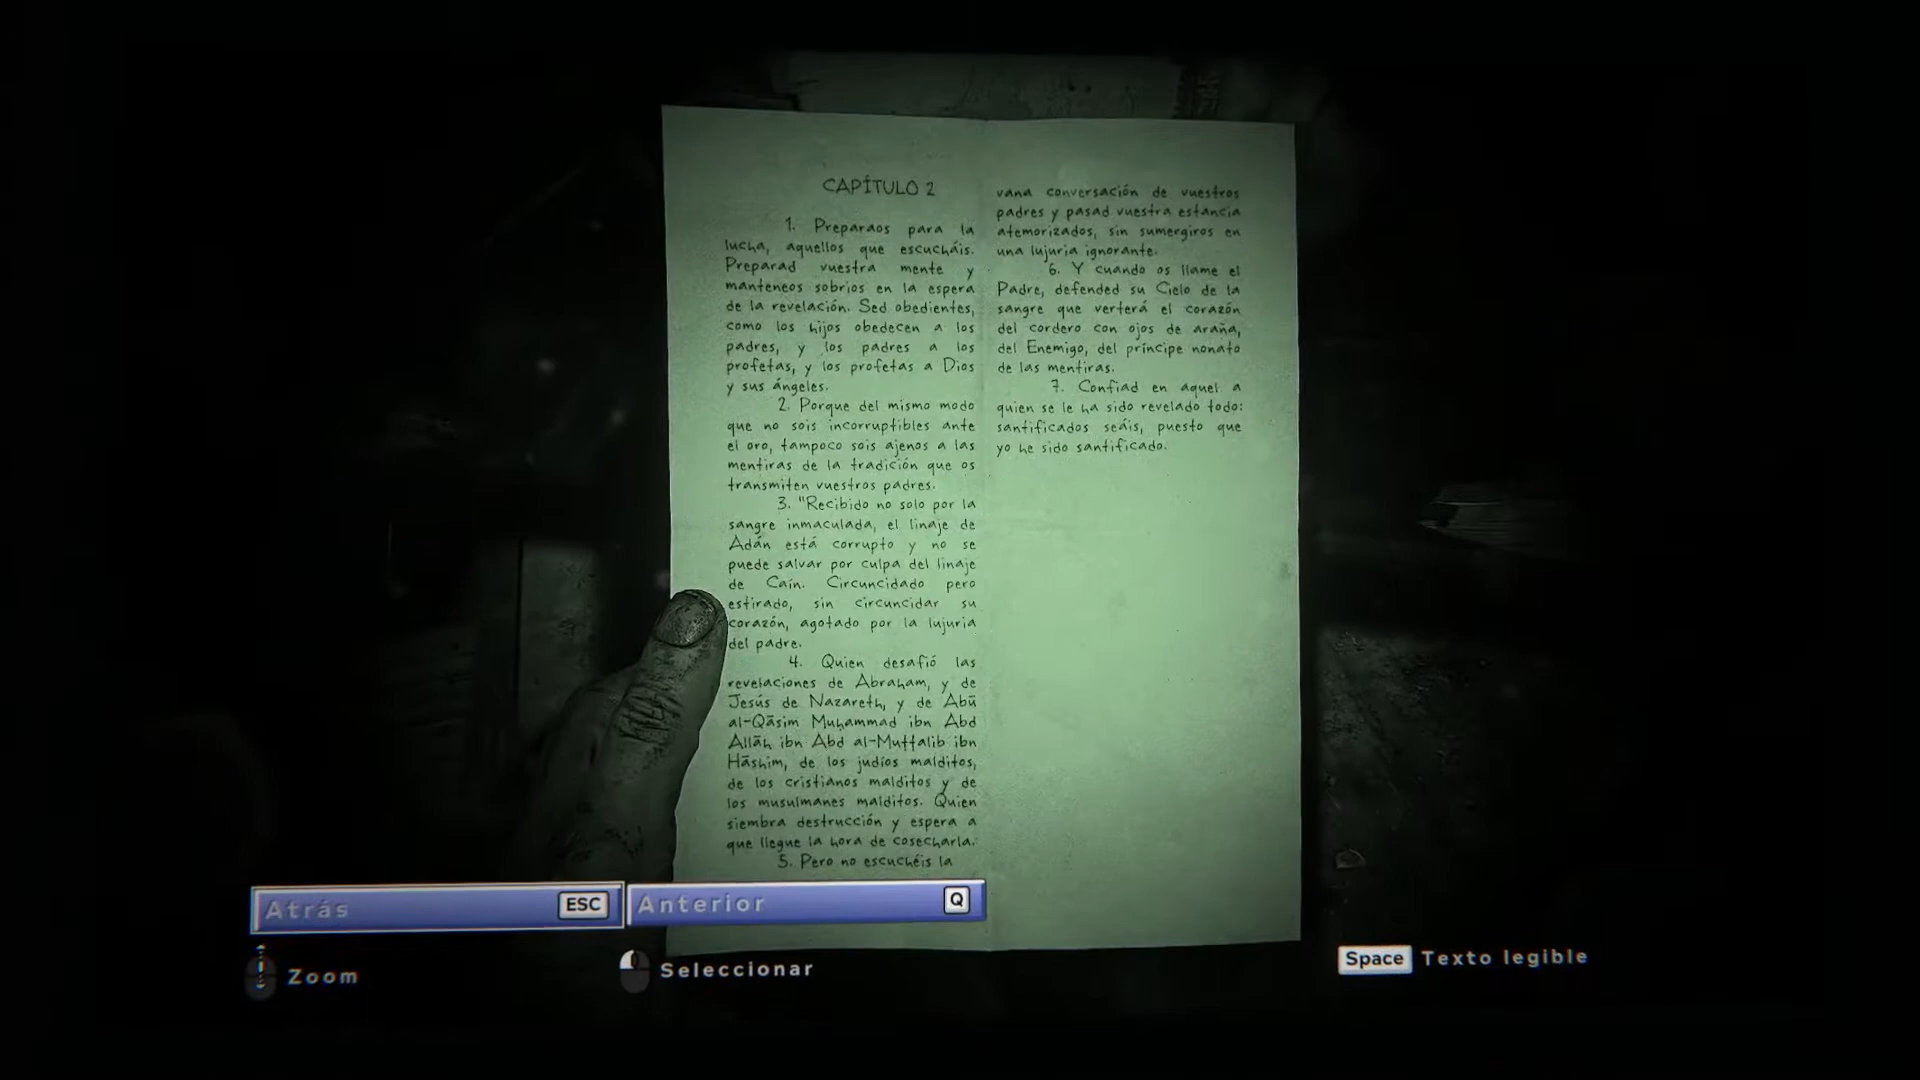 CAPÍTULO 2
1. Preparaos para la
lucha, aquellos que escucháis.
Preparad vuestra mente y
manteneos sobrios en la espera
de la revelación. Sed obedientes,
como los hijos obedecen a los
padres, y los padres a los
profetas, y los profetas a Dios
y sus ángeles.
2. Porque del mismo modo
que no sois incorruptibles ante
el oro, tampoco sois ajenos a las
mentiras de la tradición que os
transmiten vuestros padres.
3. "Recibido no solo por la
sangre inmaculada, el linaje de
Adán está corrupto y no se
puede salvar por culpa del linaje
de Caín. Circuncidado pero
estirado, sin circuncidar su
corazón, agotado por la lujuria
del padre.
4. Quien desafió las
revelaciones de Abraham, y de
Jesús de Nazareth, y de Abū
al-Qāsim Muḥammad ibn Abd
Allāh ibn Abd al-Muṭṭalib ibn
Hāshim, de los judíos malditos,
de los cristianos malditos y de
los musulmanes malditos. Quien
siembra destrucción y espera a
que llegue la hora de cosecharla.
5. Pero no escuchéis la
vana conversación de vuestros
padres y pasad vuestra estancia
atemorizados, sin sumergiros en
una lujuria ignorante.
6. Y cuando os llame el
Padre, defended su Cielo de la
sangre que verterá el corazón
del cordero con ojos de araña,
del Enemigo, del príncipe nonato
de las mentiras.
7. Confiad en aquel a
quien se le ha sido revelado todo:
santificados seáis, puesto que
yo he sido santificado.
Atrás ESC Anterior Q
Zoom Seleccionar Space Texto legible